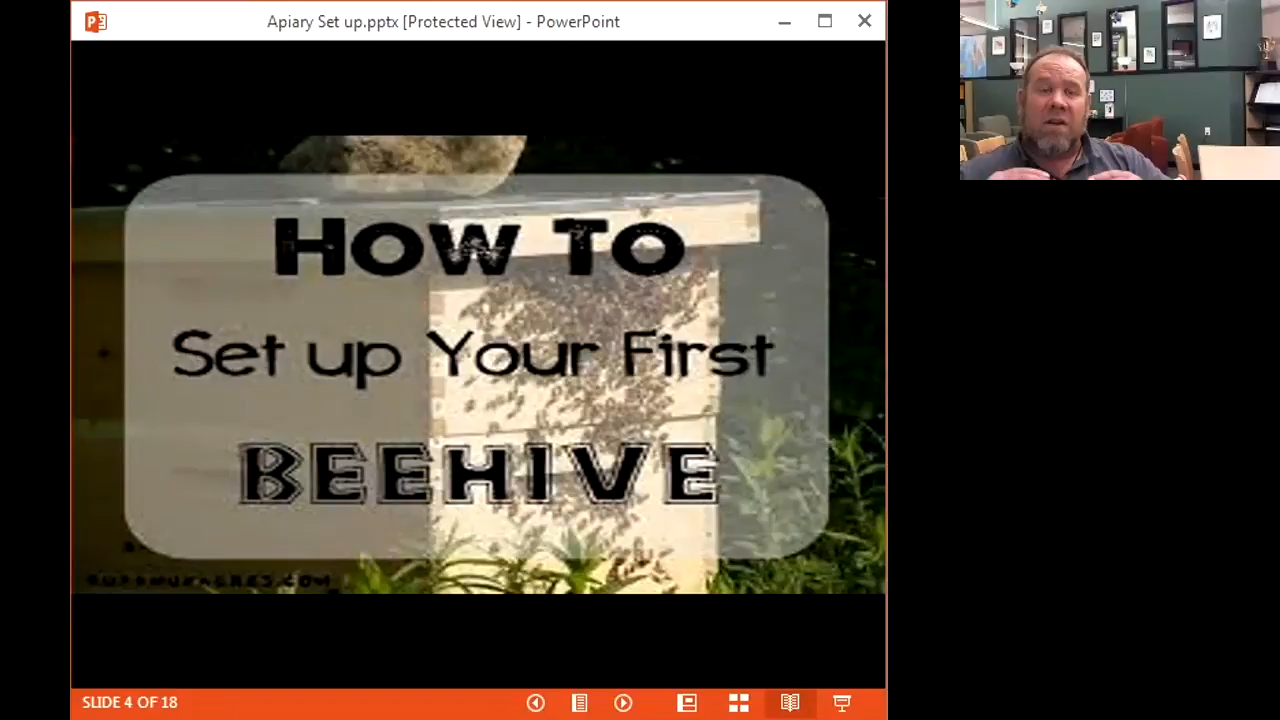 Apiary Set up.pptx [Protected View] - PowerPoint
HOW TO
Set up Your First
BEEHIVE
SLIDE 4 OF 18